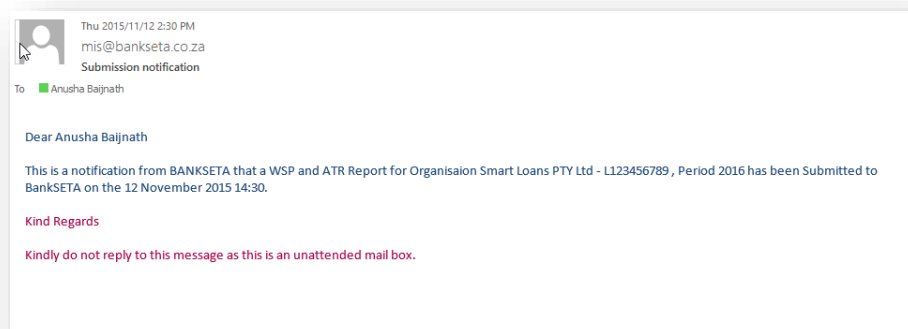 Thu 2015/11/12 2:30 PM
mis@bankseta.co.za
Submission notification
To Anusha Baijnath
Dear Anusha Baijnath
This is a notification from BANKSETA that a WSP and ATR Report for Organisaion Smart Loans PTY Ltd - L123456789 , Period 2016 has been Submitted to
BankSETA on the 12 November 2015 14:30.
Kind Regards
Kindly do not reply to this message as this is an unattended mail box.